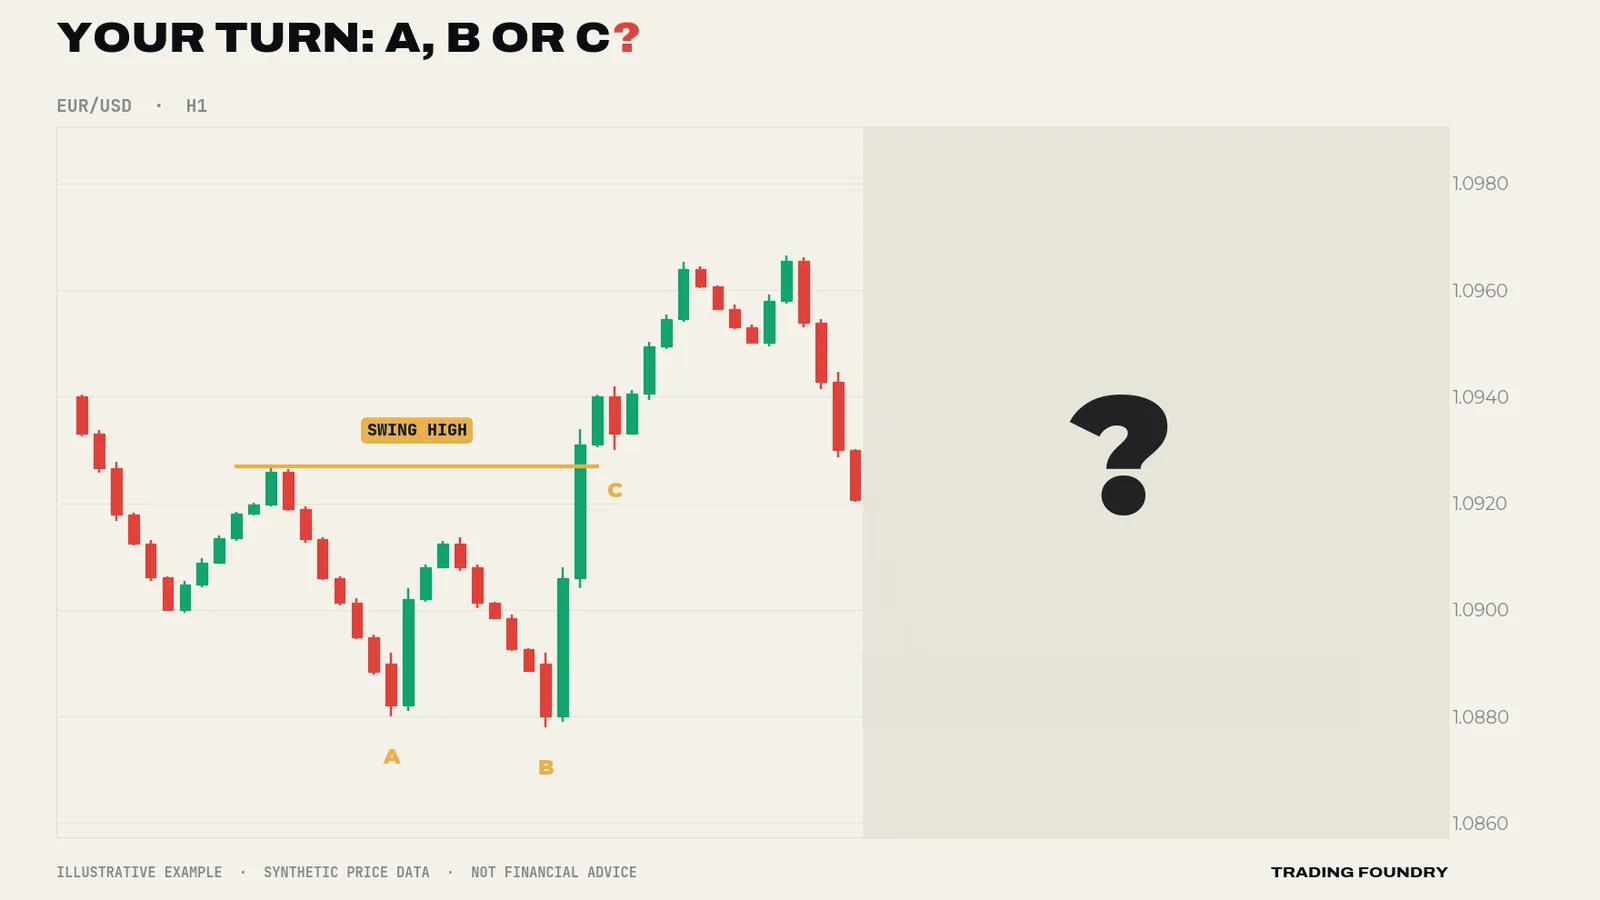 YOUR TURN: A, B OR C?
EUR/USD · H1
1.0980
1.0960
1.0940
SWING HIGH
C
1.0920
1.0900
1.0880
A
B
1.0860
?
ILLUSTRATIVE EXAMPLE · SYNTHETIC PRICE DATA · NOT FINANCIAL ADVICE
TRADING FOUNDRY